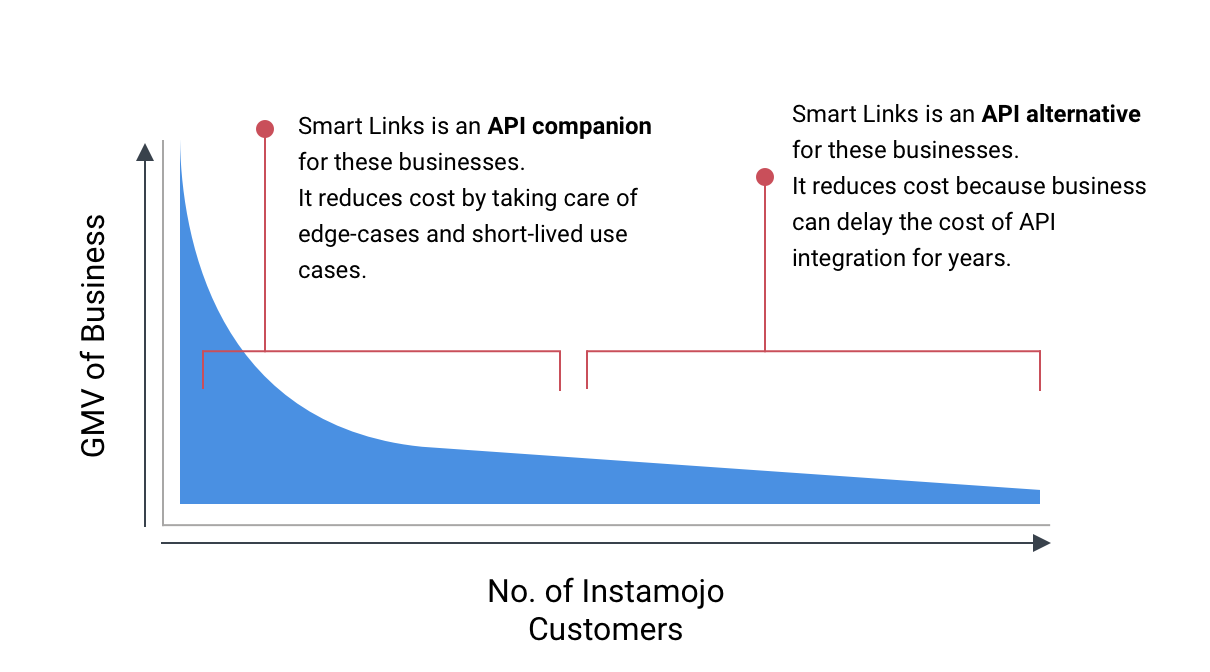 Smart Links is an API companion
for these businesses.
It reduces cost by taking care of
edge-cases and short-lived use
cases.
Smart Links is an API alternative
for these businesses.
It reduces cost because business
can delay the cost of API
integration for years.
GMV of Business
No. of Instamojo
Customers